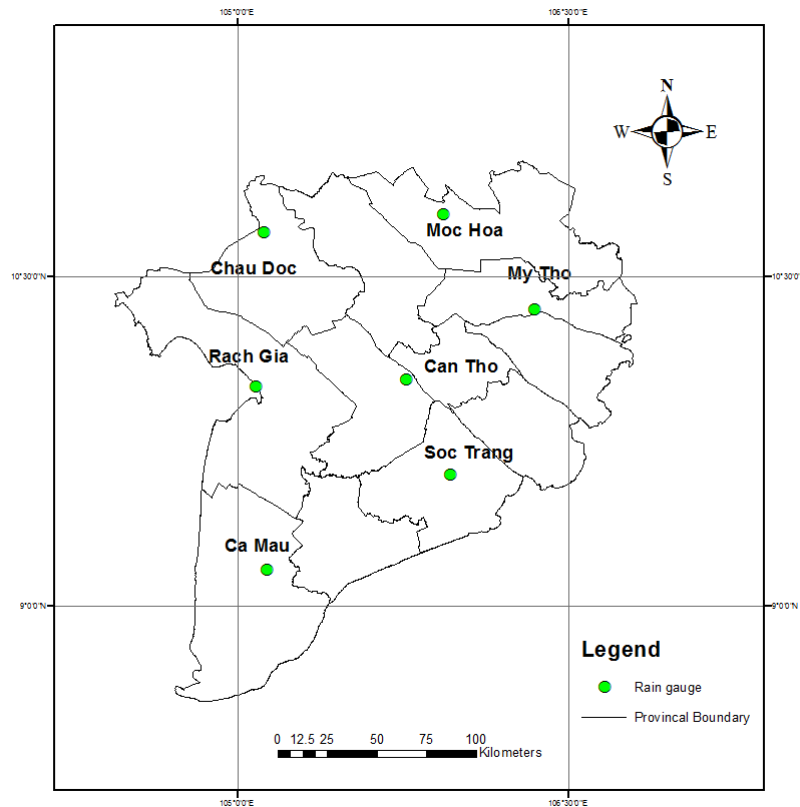 105°0'0"E 106°30'0"E
N
W E
S
Moc Hoa
Chau Doc
My Tho
10°30'0"N 10°30'0"N
Rach Gia
Can Tho
Soc Trang
Ca Mau
9°0'0"N 9°0'0"N
Legend
Rain gauge
Provincal Boundary
0 12.5 25 50 75 100
Kilometers
105°0'0"E 106°30'0"E